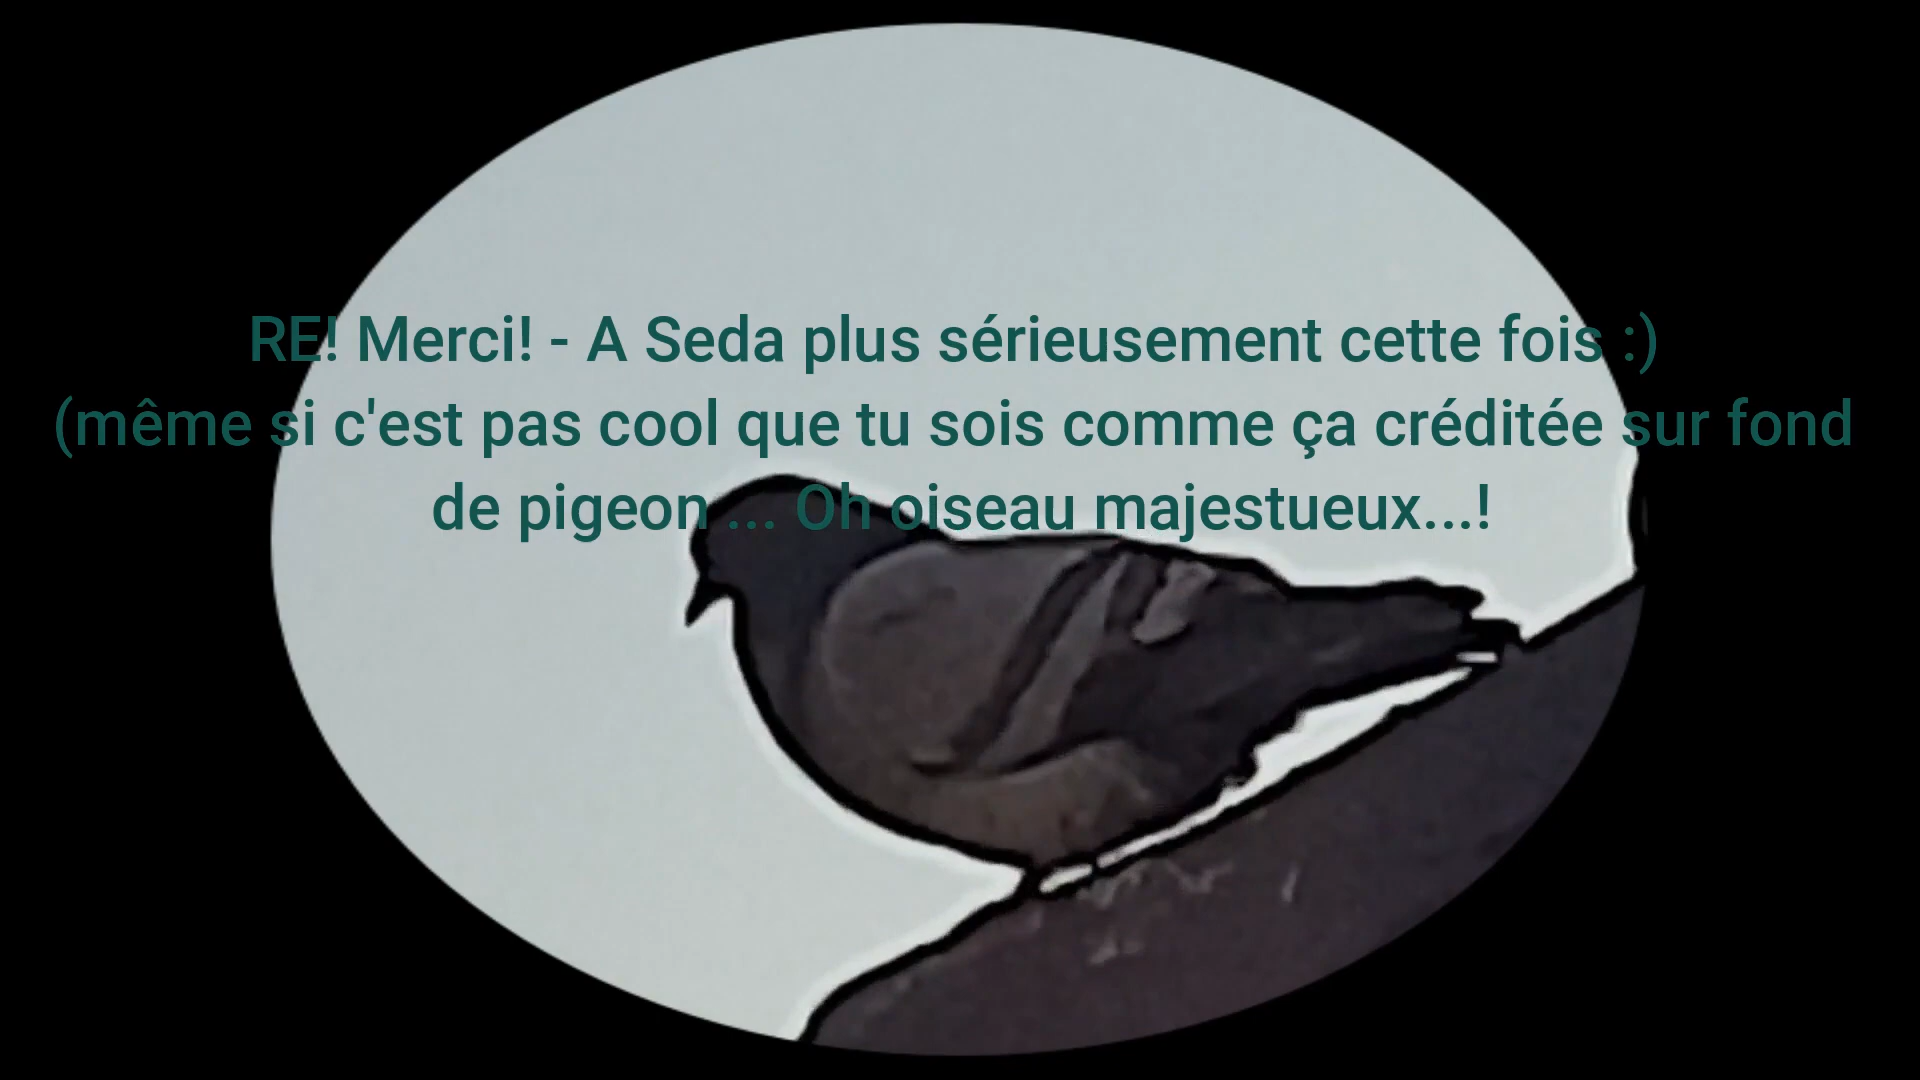 RE! Merci! - A Seda plus sérieusement cette fois :)
(même si c'est pas cool que tu sois comme ça créditée sur fond
de pigeon ... Oh oiseau majestueux...!